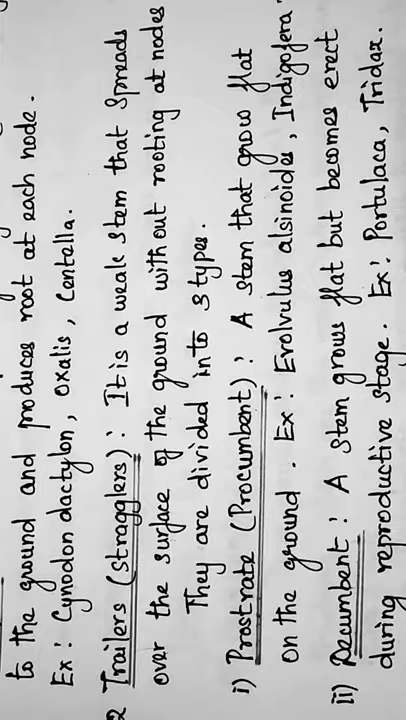 to the ground and produces root at each node.
Ex: Cynodon dactylon, oxalis, Centella.
2 Trailers (Stragglers): It is a weak stem that spreads
over the surface of the ground without rooting at nodes
They are divided into 3 types.
i) Prostrate (Procumbent): A stem that grow flat
on the ground. Ex: Evolvulus alsinoides, Indigofera
ii) Decumbent: A stem grows flat but becomes erect
during reproductive stage. Ex: Portulaca, Tridax.